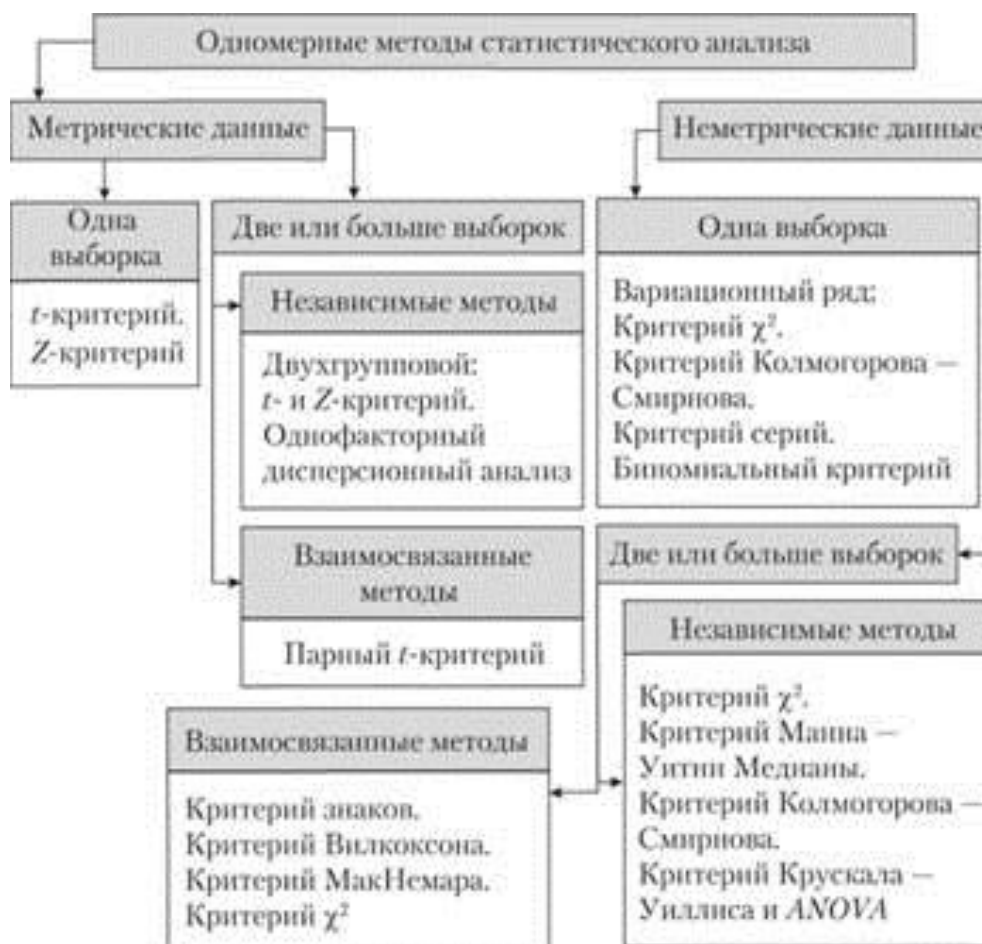 Одномерные методы статистического анализа
Метрические данные
Неметрические данные
Одна
выборка
t-критерий.
Z-критерий
Две или больше выборок
Независимые методы
Двухгрупповой:
t- и Z-критерий.
Однофакторный
дисперсионный анализ
Взаимосвязанные
методы
Парный t-критерий
Одна выборка
Вариационный ряд;
Критерий χ².
Критерий Колмогорова —
Смирнова.
Критерий серий.
Биномиальный критерий
Две или больше выборок
Независимые методы
Критерий χ².
Критерий Манна —
Уитни Медианы.
Критерий Колмогорова —
Смирнова.
Критерий Крускала —
Уиллиса и ANOVA
Взаимосвязанные методы
Критерий знаков.
Критерий Вилкоксона.
Критерий МакНемара.
Критерий χ²